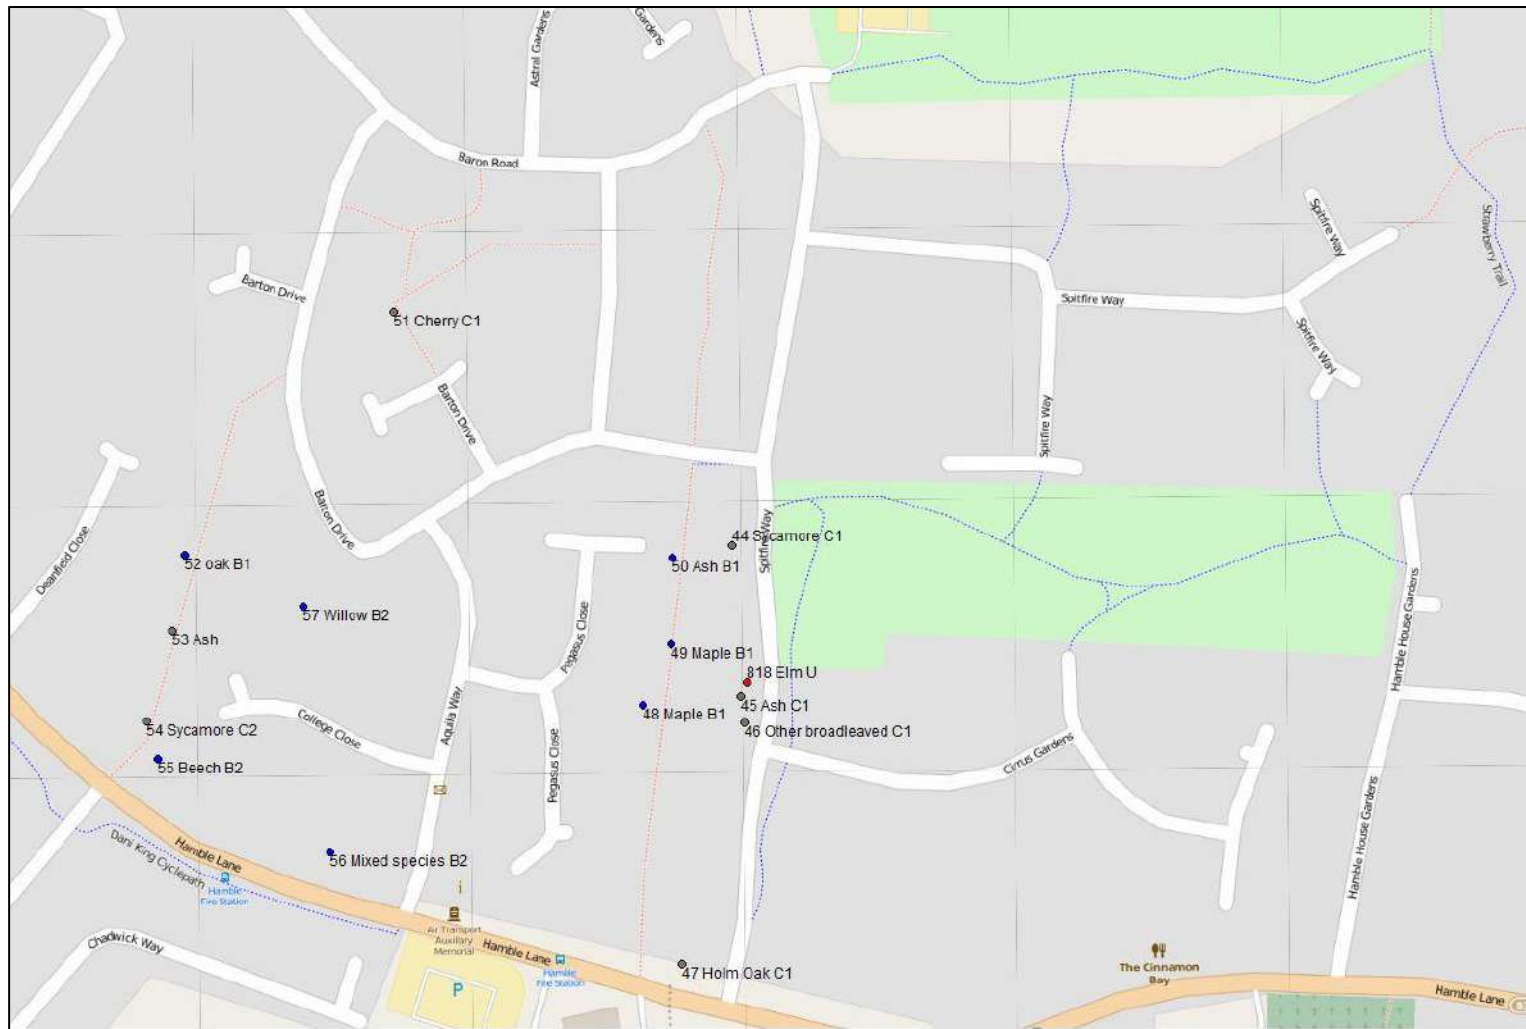 Astral Gardens
Gardens
Baron Road
Strawberry Trail
Spitfire Way
Barton Drive
Spitfire Way
51 Cherry C1
Spitfire Way
Barton Drive
Spitfire Way
Baron Drive
Spitfire Way
Deanfield Close
44 Sycamore C1
52 oak B1
50 Ash B1
57 Willow B2
Pegasus Close
Hamble House Gardens
53 Ash
49 Maple B1
818 Elm U
45 Ash C1
48 Maple B1
46 Other broadleaved C1
54 Sycamore C2
College Close
Aquila Way
55 Beech B2
Pegasus Close
Cirrus Gardens
Hamble House Gardens
Hamble Lane
Dani King Cyclepath
56 Mixed species B2
Hamble
Fire Station
i
Air Transport
Auxiliary
Memorial
Chadwick Way
Hamble Lane
Hamble
Fire Station
47 Holm Oak C1
The Cinnamon
Bay
P
Hamble Lane